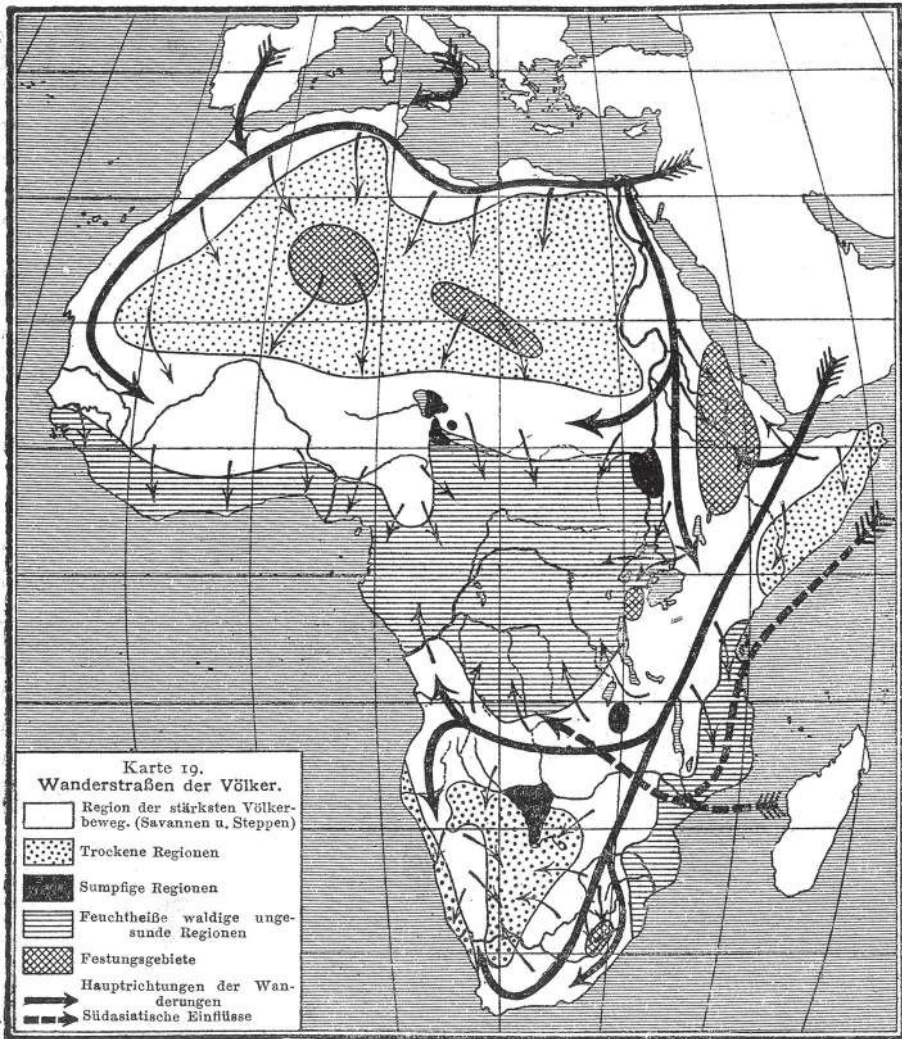 Karte 19.
Wanderstraßen der Völker.
Region der stärksten Völker-
beweg. (Savannen u. Steppen)
Trockene Regionen
Sumpfige Regionen
Feuchtheiße waldige unge-
sunde Regionen
Festungsgebiete
Hauptrichtungen der Wan-
derungen
Südasiatische Einflüsse